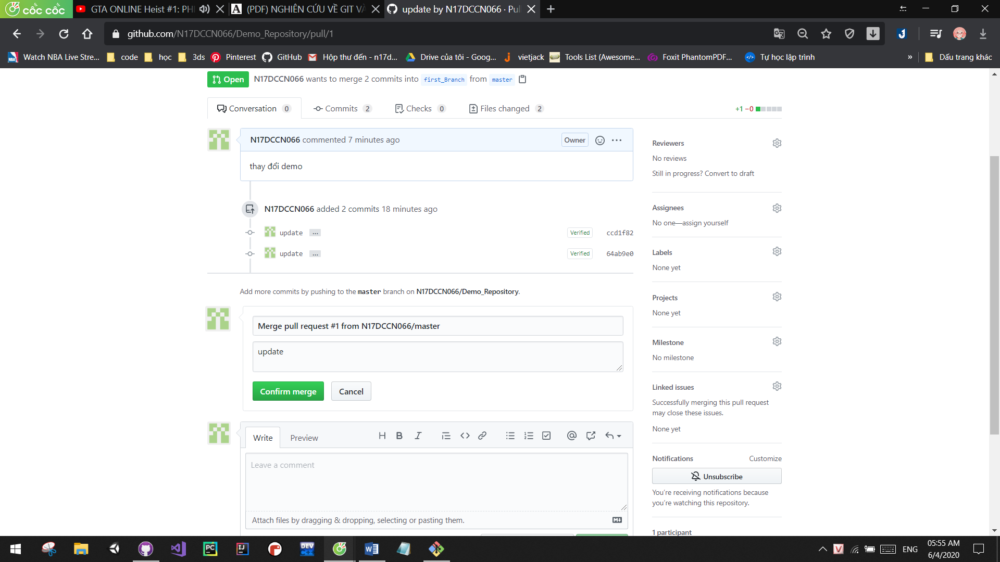 cốc cốc
GTA ONLINE Heist #1: PH
(PDF) NGHIÊN CỨU VỀ GIT VÀ
update by N17DCCN066 · Pul
github.com/N17DCCN066/Demo_Repository/pull/1
Watch NBA Live Stre...
code
học
3ds
Pinterest
GitHub
Hộp thư đến - n17d...
Drive của tôi - Goog...
vietjack
Tools List (Awesome...
Foxit PhantomPDF...
Tự học lập trình
»
Dấu trang khác
Open
N17DCCN066 wants to merge 2 commits into first_Branch from master
Conversation 0
Commits 2
Checks 0
Files changed 2
+1 −0
N17DCCN066 commented 7 minutes ago
Owner
thay đổi demo
N17DCCN066 added 2 commits 18 minutes ago
update ... Verified ccd1f82
update ... Verified 64ab9e0
Add more commits by pushing to the master branch on N17DCCN066/Demo_Repository.
Merge pull request #1 from N17DCCN066/master
update
Confirm merge
Cancel
Write
Preview
Leave a comment
Attach files by dragging & dropping, selecting or pasting them.
Reviewers
No reviews
Still in progress? Convert to draft
Assignees
No one—assign yourself
Labels
None yet
Projects
None yet
Milestone
No milestone
Linked issues
Successfully merging this pull request
may close these issues.
None yet
Notifications
Customize
Unsubscribe
You're receiving notifications because
you're watching this repository.
1 participant
ENG
05:55 AM
6/4/2020